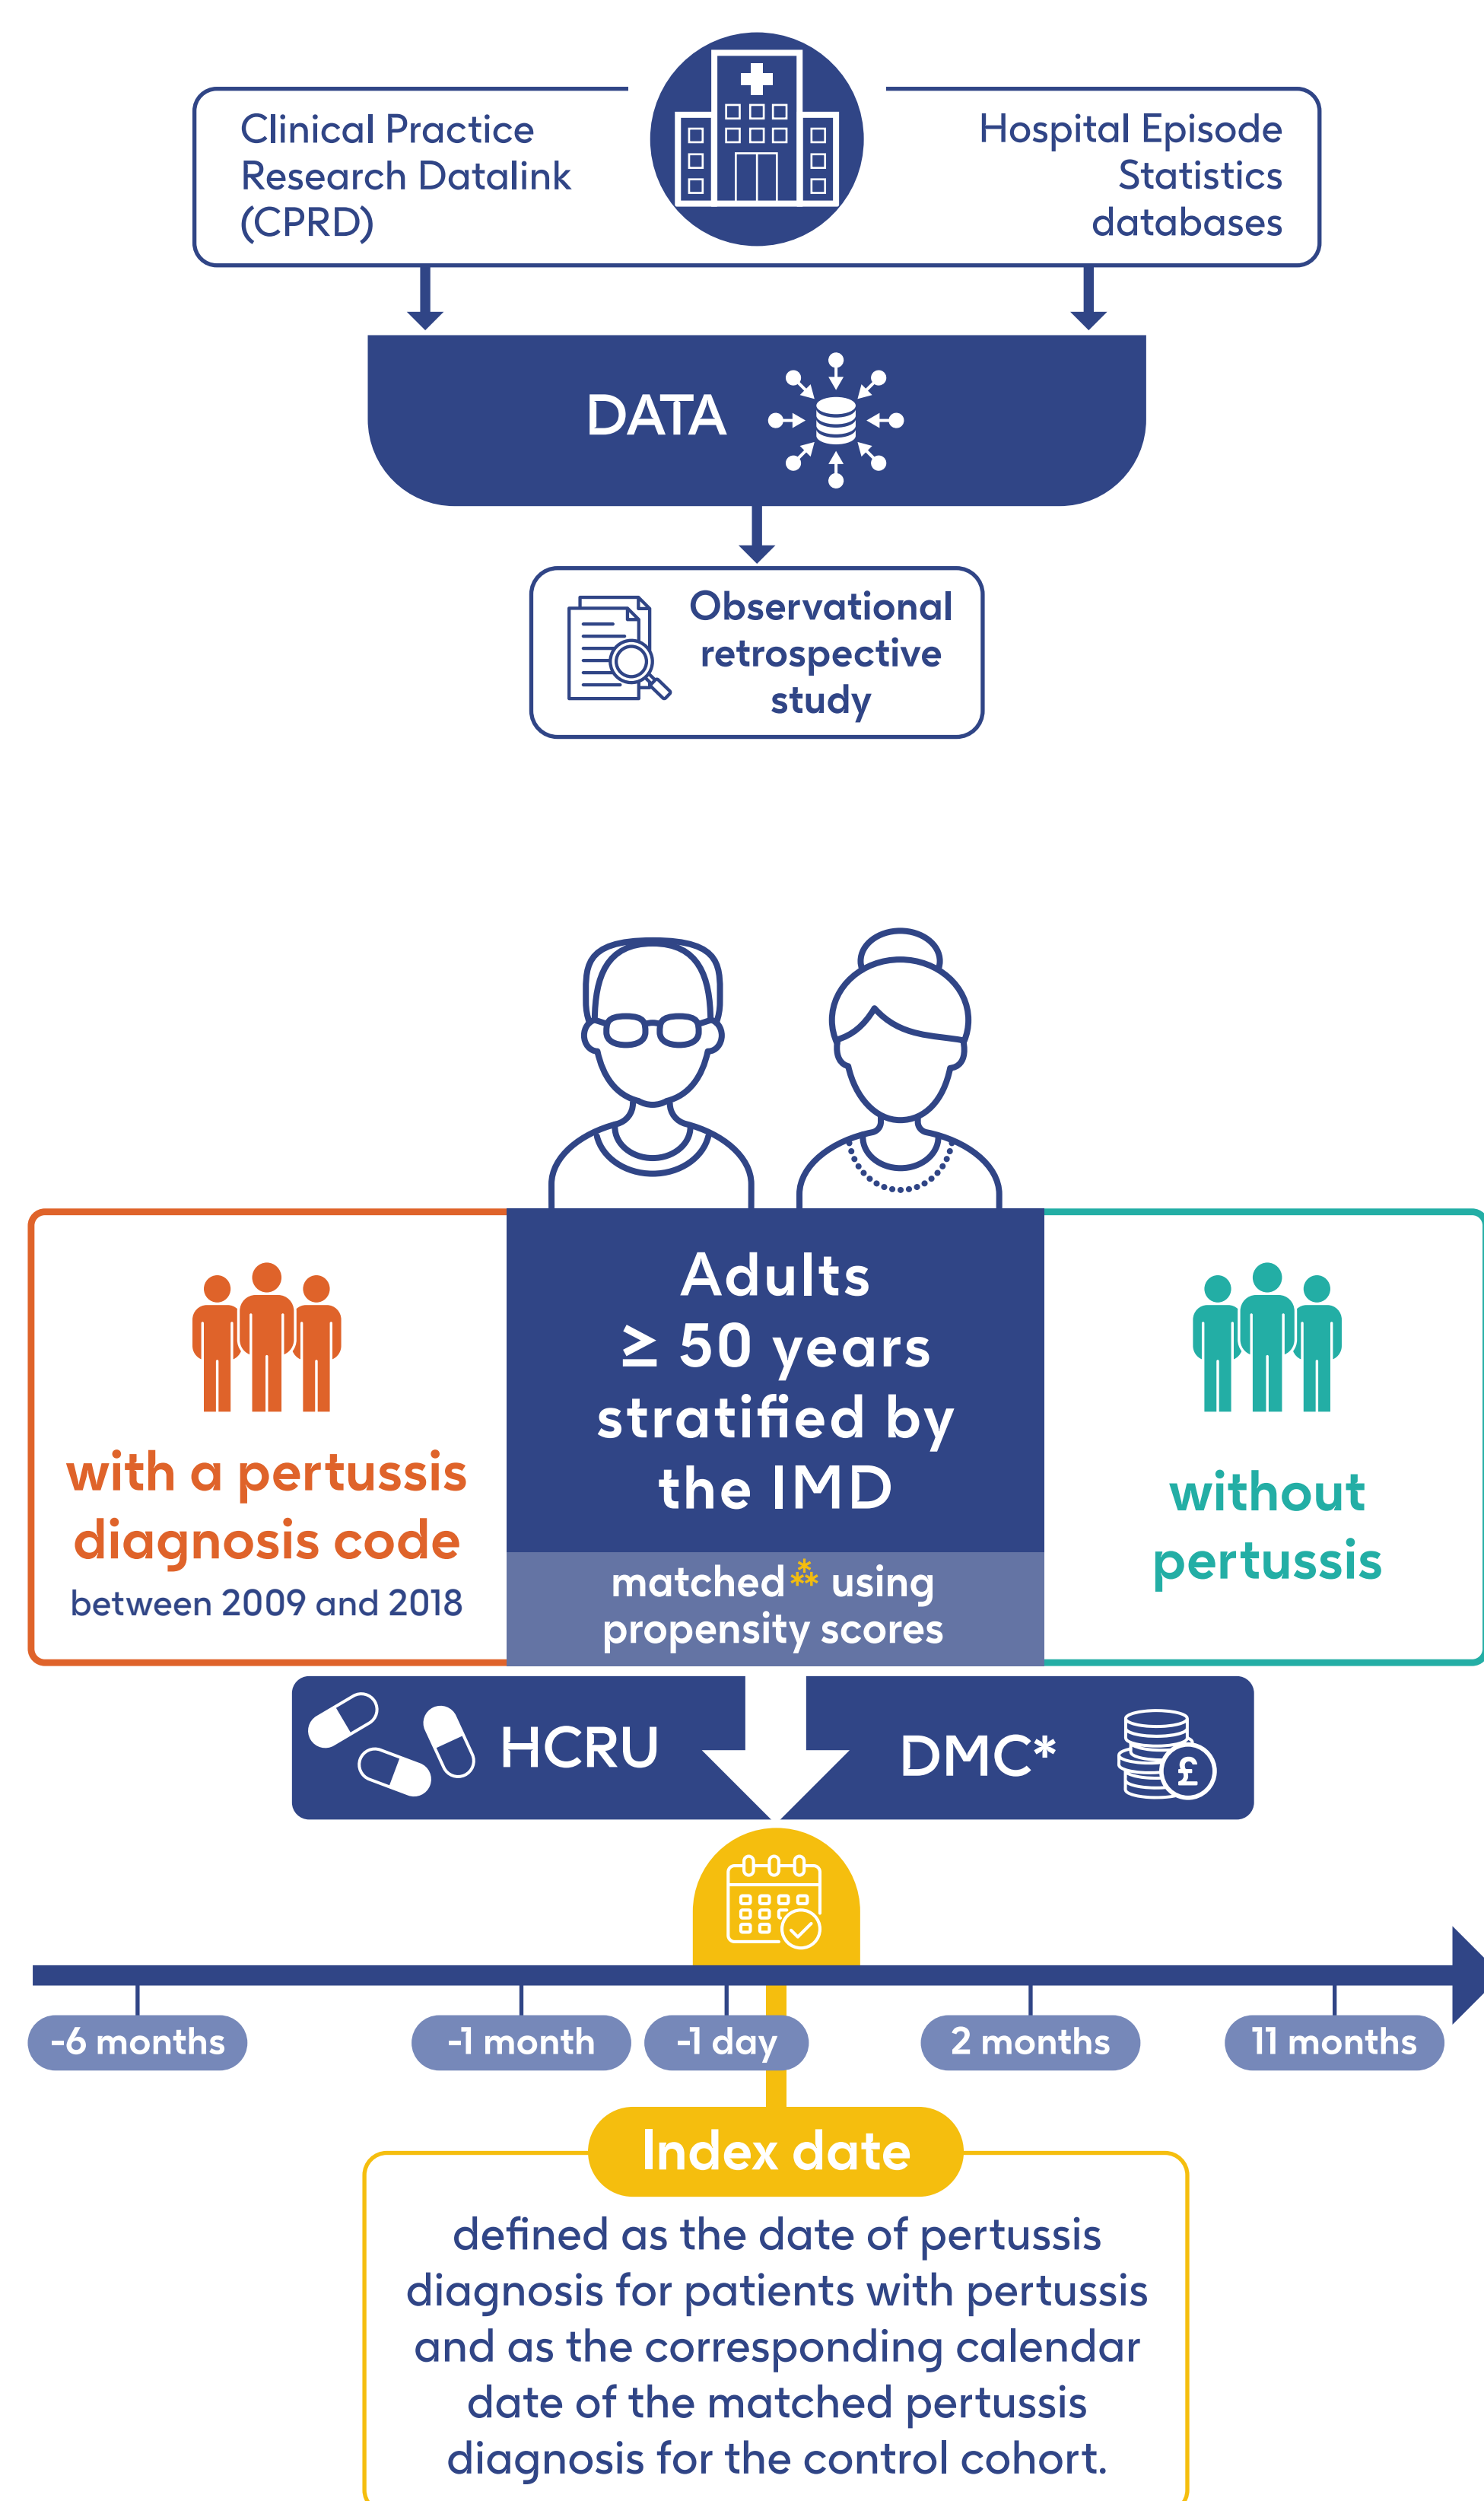 Clinical Practice
Research Datalink
(CPRD)
Hospital Episode
Statistics
databases
DATA
Observational
retrospective
study
Adults
≥ 50 years
stratified by
the IMD
with a pertussis
diagnosis code
between 2009 and 2018
matched⁂ using
propensity scores
without
pertussis
HCRU
DMC*
£
-6 months
-1 month
-1 day
2 months
11 months
Index date
defined as the date of pertussis
diagnosis for patients with pertussis
and as the corresponding calendar
date of the matched pertussis
diagnosis for the control cohort.